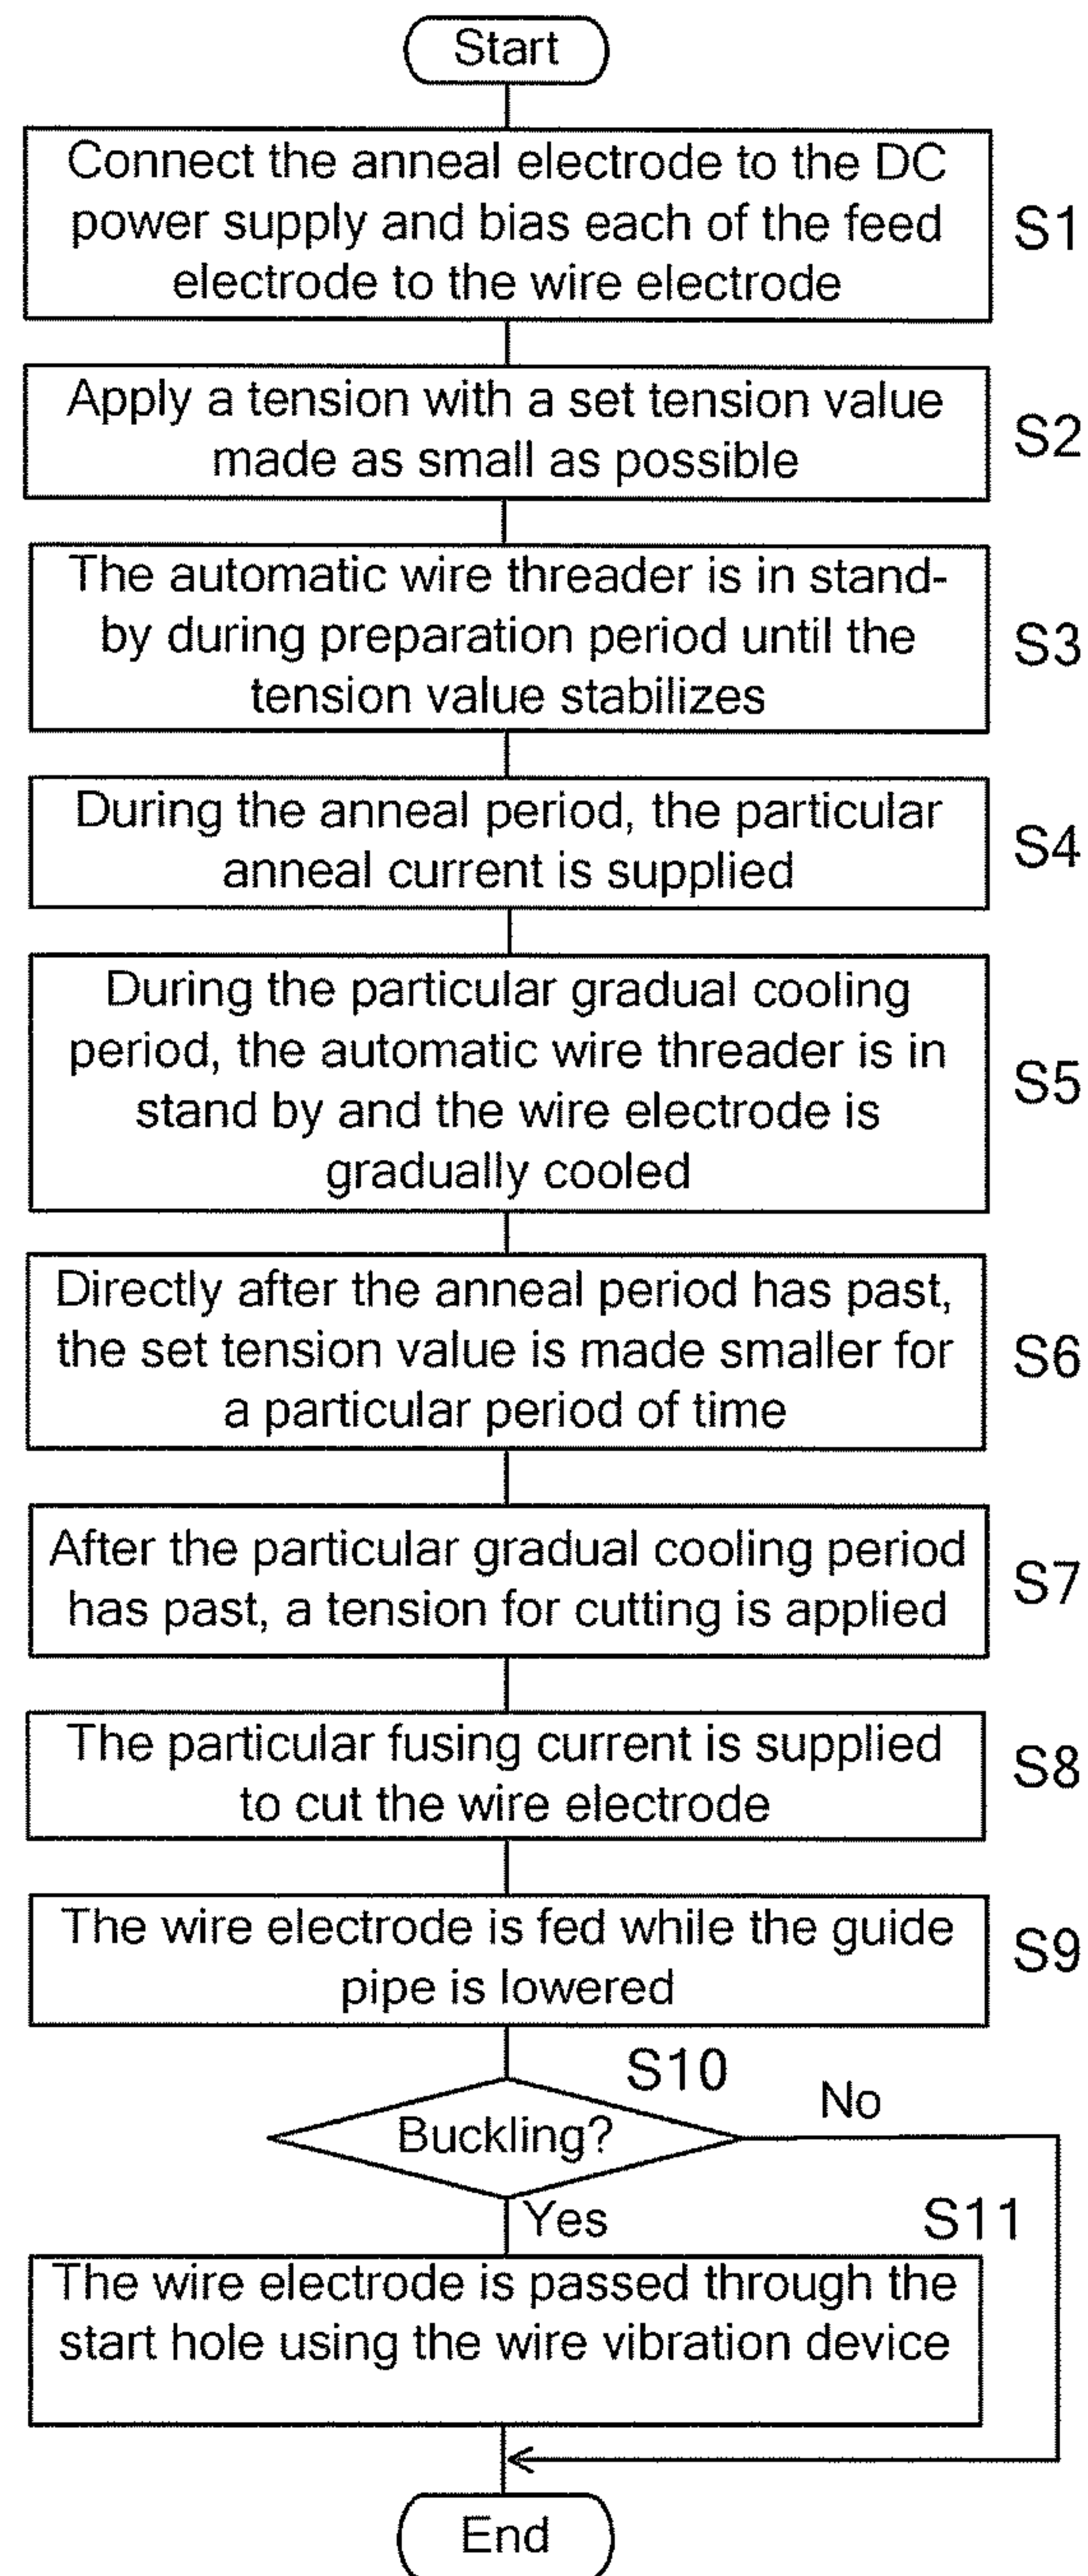 Start
Connect the anneal electrode to the DC
power supply and bias each of the feed
electrode to the wire electrode
S1
Apply a tension with a set tension value
made as small as possible
S2
The automatic wire threader is in stand-
by during preparation period until the
tension value stabilizes
S3
During the anneal period, the particular
anneal current is supplied
S4
During the particular gradual cooling
period, the automatic wire threader is in
stand by and the wire electrode is
gradually cooled
S5
Directly after the anneal period has past,
the set tension value is made smaller for
a particular period of time
S6
After the particular gradual cooling period
has past, a tension for cutting is applied
S7
The particular fusing current is supplied
to cut the wire electrode
S8
The wire electrode is fed while the guide
pipe is lowered
S9
S10
Buckling?
No
Yes
S11
The wire electrode is passed through the
start hole using the wire vibration device
End